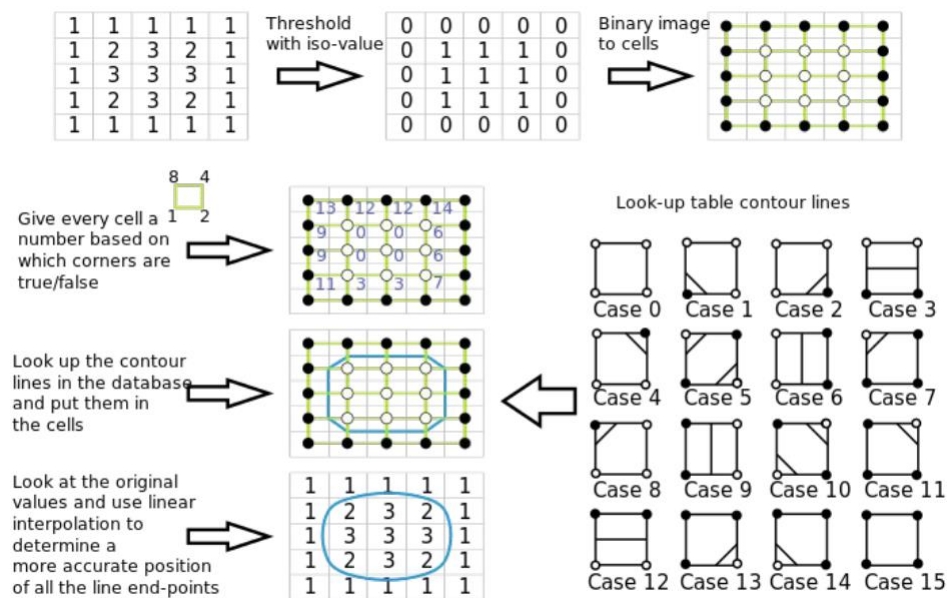 1 1 1 1 1
1 2 3 2 1
1 3 3 3 1
1 2 3 2 1
1 1 1 1 1
Threshold
with iso-value
0 0 0 0 0
0 1 1 1 0
0 1 1 1 0
0 1 1 1 0
0 0 0 0 0
Binary image
to cells
8 4
1 2
Give every cell a
number based on
which corners are
true/false
13 12 12 14
9 0 0 6
9 0 0 6
11 3 3 7
Look up the contour
lines in the database
and put them in
the cells
Look at the original
values and use linear
interpolation to
determine a
more accurate position
of all the line end-points
1 1 1 1 1
1 2 3 2 1
1 3 3 3 1
1 2 3 2 1
1 1 1 1 1
Look-up table contour lines
Case 0 Case 1 Case 2 Case 3
Case 4 Case 5 Case 6 Case 7
Case 8 Case 9 Case 10 Case 11
Case 12 Case 13 Case 14 Case 15